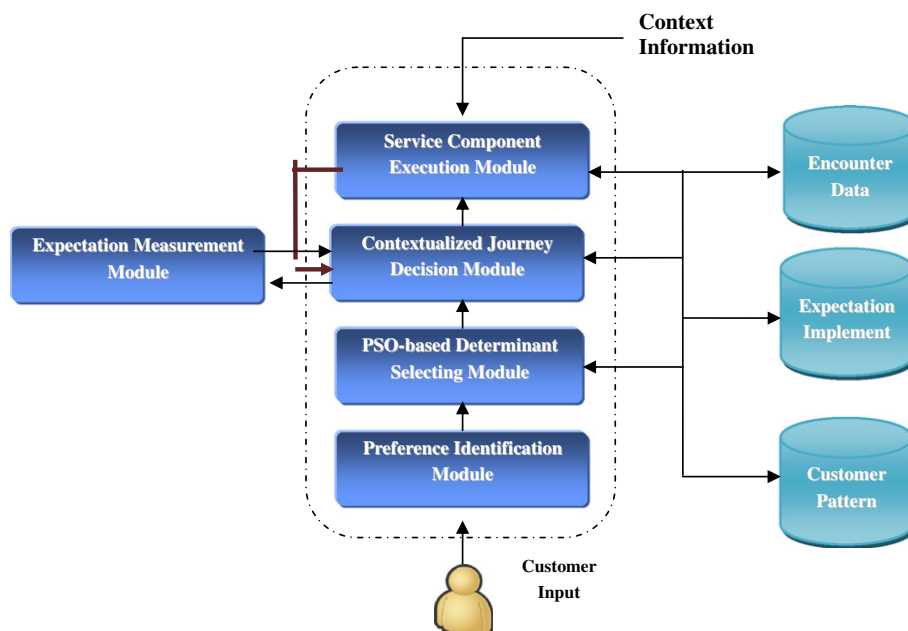 Context
Information
Service Component
Execution Module
Encounter
Data
Expectation Measurement
Module
Contextualized Journey
Decision Module
Expectation
Implement
PSO-based Determinant
Selecting Module
Preference Identification
Module
Customer
Pattern
Customer
Input